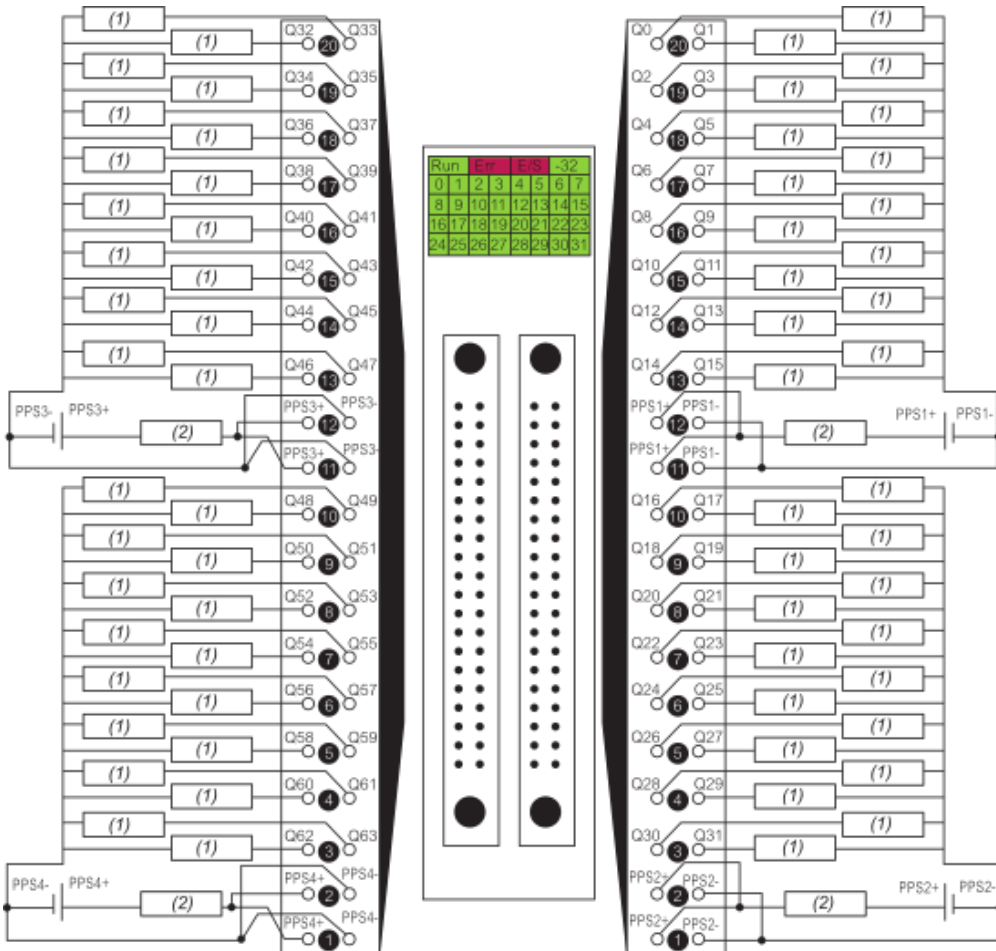 (1)
(1) Q32 20 Q33
(1)
(1) Q34 19 Q35
(1)
(1) Q36 18 Q37
(1)
(1) Q38 17 Q39
(1)
(1) Q40 16 Q41
(1)
(1) Q42 15 Q43
(1)
(1) Q44 14 Q45
(1)
(1) Q46 13 Q47
PPS3- PPS3+ PPS3+ 12 PPS3-
(2)
PPS3+ 11 PPS3-
(1)
(1) Q48 10 Q49
(1)
(1) Q50 9 Q51
(1)
(1) Q52 8 Q53
(1)
(1) Q54 7 Q55
(1)
(1) Q56 6 Q57
(1)
(1) Q58 5 Q59
(1)
(1) Q60 4 Q61
(1)
(1) Q62 3 Q63
PPS4- PPS4+ PPS4+ 2 PPS4-
(2)
PPS4+ 1 PPS4-
Run Err E/S -32
0 1 2 3 4 5 6 7
8 9 10 11 12 13 14 15
16 17 18 19 20 21 22 23
24 25 26 27 28 29 30 31
(1)
Q0 20 Q1 (1)
(1)
Q2 19 Q3 (1)
(1)
Q4 18 Q5 (1)
(1)
Q6 17 Q7 (1)
(1)
Q8 16 Q9 (1)
(1)
Q10 15 Q11 (1)
(1)
Q12 14 Q13 (1)
(1)
Q14 13 Q15 (1)
PPS1+ 12 PPS1- PPS1+ PPS1-
(2)
PPS1+ 11 PPS1-
(1)
Q16 10 Q17 (1)
(1)
Q18 9 Q19 (1)
(1)
Q20 8 Q21 (1)
(1)
Q22 7 Q23 (1)
(1)
Q24 6 Q25 (1)
(1)
Q26 5 Q27 (1)
(1)
Q28 4 Q29 (1)
(1)
Q30 3 Q31 (1)
PPS2+ 2 PPS2- PPS2+ PPS2-
(2)
PPS2+ 1 PPS2-